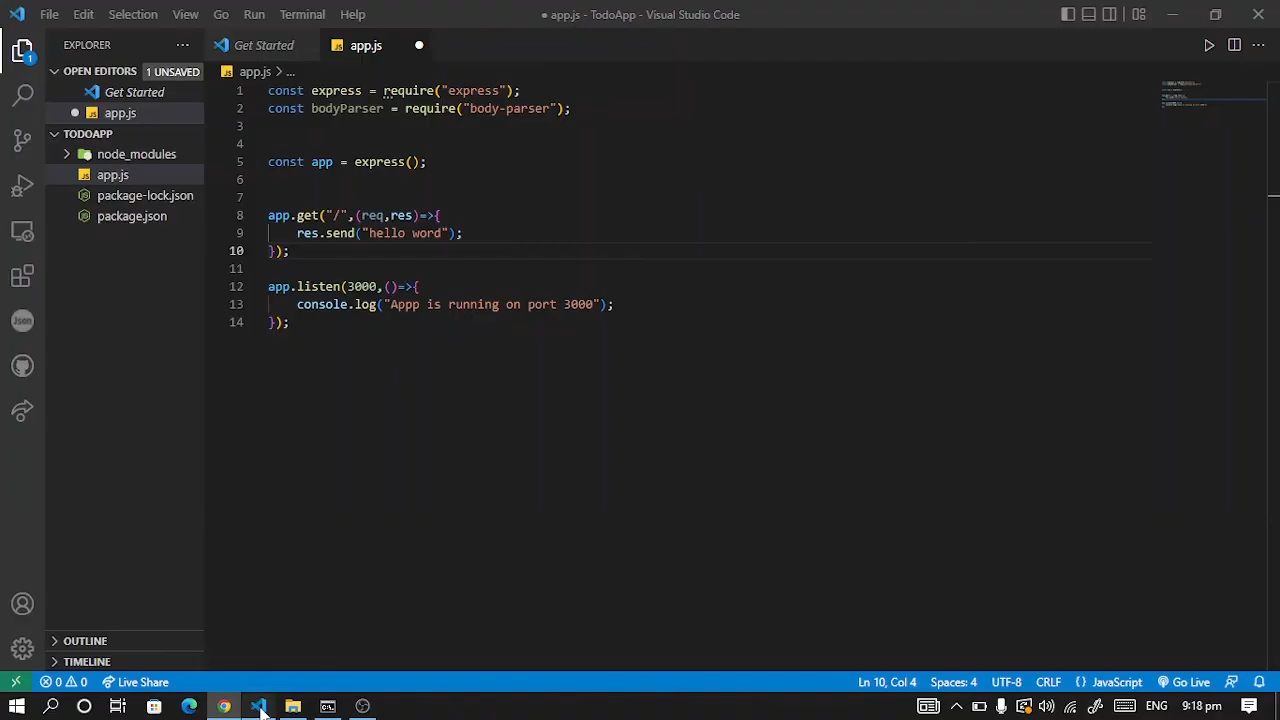 File Edit Selection View Go Run Terminal Help
● app.js - TodoApp - Visual Studio Code
EXPLORER
OPEN EDITORS 1 UNSAVED
Get Started
app.js
TODOAPP
node_modules
app.js
package-lock.json
package.json
OUTLINE
TIMELINE
1
Json
Get Started
app.js
app.js > ...
1 const express = require("express");
2 const bodyParser = require("body-parser");
3
4
5 const app = express();
6
7
8 app.get("/",(req,res)=>{
9 res.send("hello word");
10 });
11
12 app.listen(3000,()=>{
13 console.log("Appp is running on port 3000");
14 });
0 0 Live Share
Ln 10, Col 4 Spaces: 4 UTF-8 CRLF {} JavaScript Go Live
ENG 9:18 pm